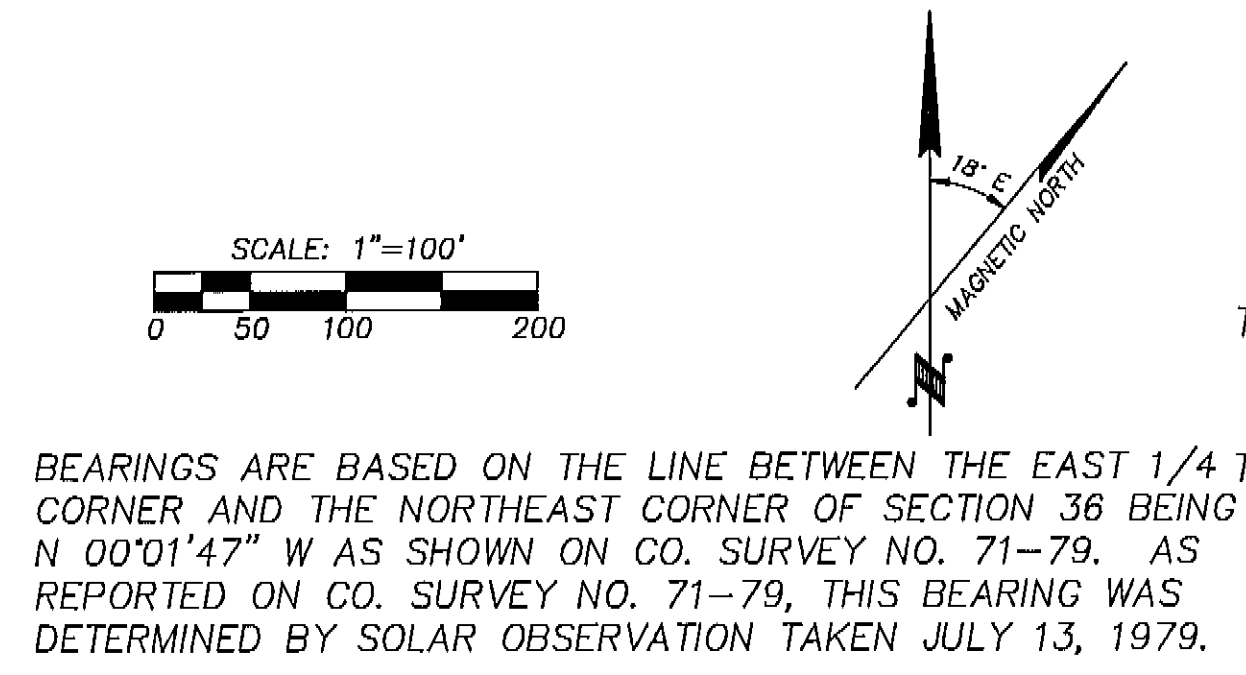 SCALE: 1"=100'
0 50 100 200
18° E
MAGNETIC NORTH
N
BEARINGS ARE BASED ON THE LINE BETWEEN THE EAST 1/4
CORNER AND THE NORTHEAST CORNER OF SECTION 36 BEING
N 00°01'47" W AS SHOWN ON CO. SURVEY NO. 71-79. AS
REPORTED ON CO. SURVEY NO. 71-79, THIS BEARING WAS
DETERMINED BY SOLAR OBSERVATION TAKEN JULY 13, 1979.